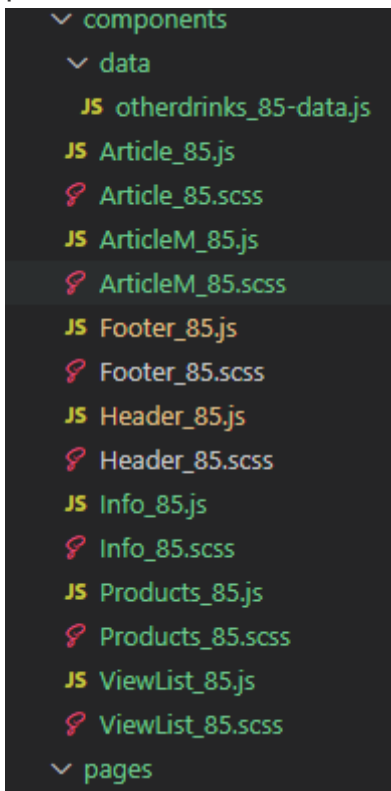 components
data
JS otherdrinks_85-data.js
JS Article_85.js
Article_85.scss
JS ArticleM_85.js
ArticleM_85.scss
JS Footer_85.js
Footer_85.scss
JS Header_85.js
Header_85.scss
JS Info_85.js
Info_85.scss
JS Products_85.js
Products_85.scss
JS ViewList_85.js
ViewList_85.scss
pages